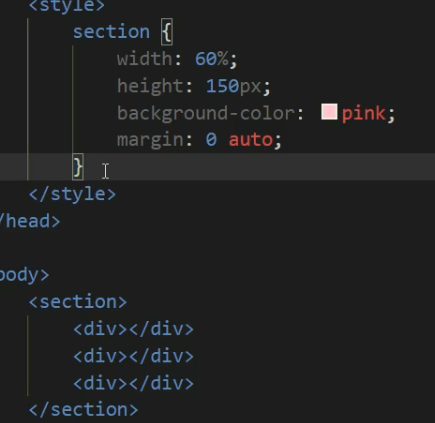 <style>
section {
width: 60%;
height: 150px;
background-color: pink;
margin: 0 auto;
}
</style>
/head>
body>
<section>
<div></div>
<div></div>
<div></div>
</section>